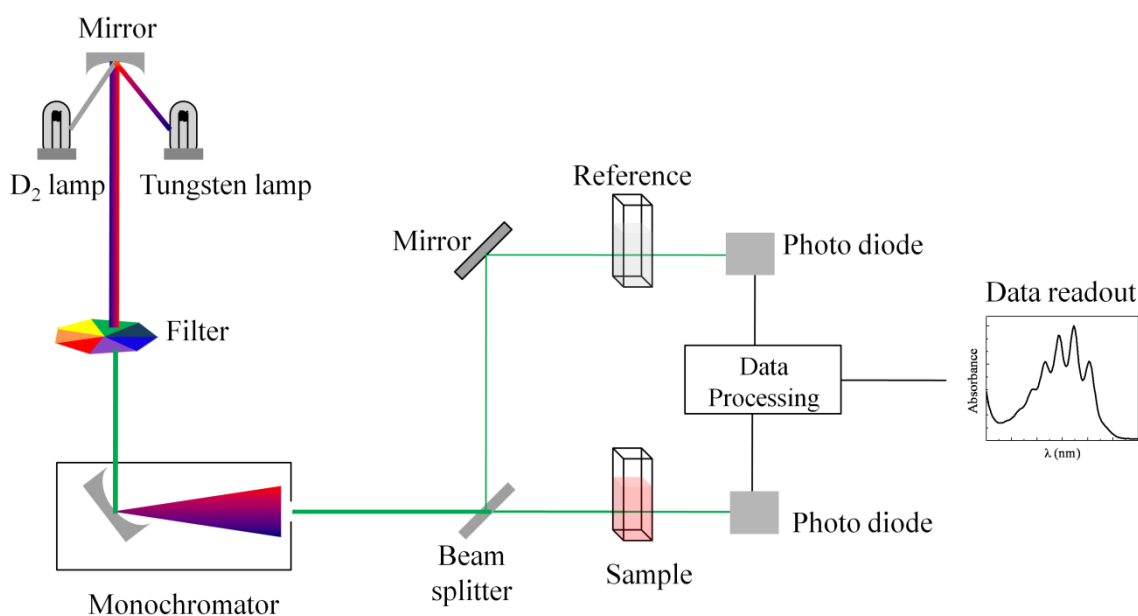 Mirror
D₂ lamp
Tungsten lamp
Filter
Monochromator
Mirror
Beam
splitter
Reference
Sample
Photo diode
Data
Processing
Photo diode
Data readout
Absorbance
λ (nm)